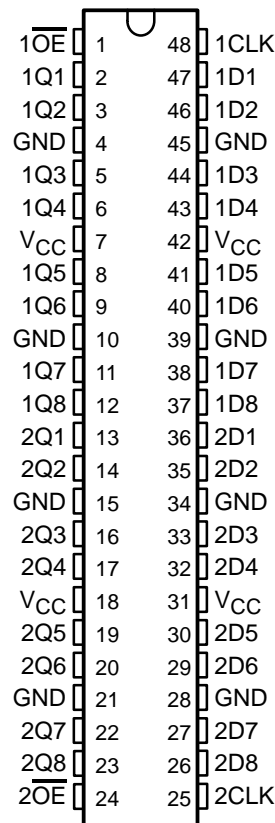 1O̅E̅ 1 48 1CLK
1Q1 2 47 1D1
1Q2 3 46 1D2
GND 4 45 GND
1Q3 5 44 1D3
1Q4 6 43 1D4
VCC 7 42 VCC
1Q5 8 41 1D5
1Q6 9 40 1D6
GND 10 39 GND
1Q7 11 38 1D7
1Q8 12 37 1D8
2Q1 13 36 2D1
2Q2 14 35 2D2
GND 15 34 GND
2Q3 16 33 2D3
2Q4 17 32 2D4
VCC 18 31 VCC
2Q5 19 30 2D5
2Q6 20 29 2D6
GND 21 28 GND
2Q7 22 27 2D7
2Q8 23 26 2D8
2O̅E̅ 24 25 2CLK